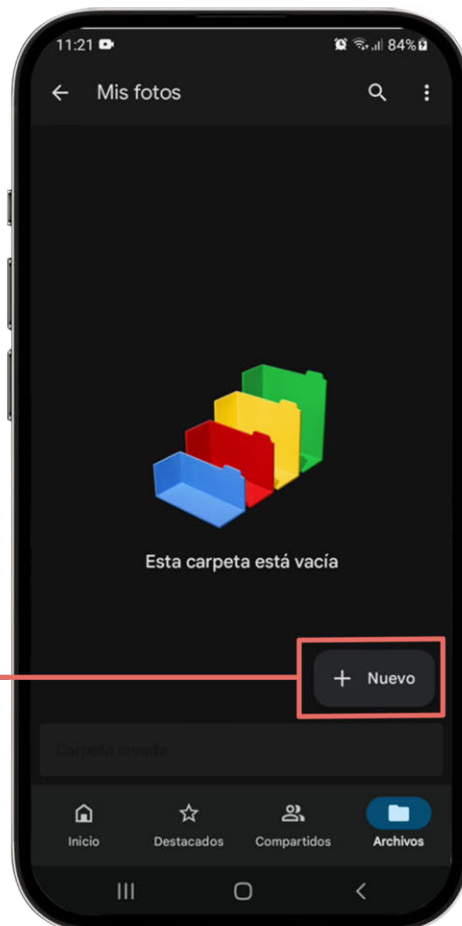 11:21 84%
Mis fotos
Esta carpeta está vacía
+ Nuevo
Carpeta creada
Inicio Destacados Compartidos Archivos